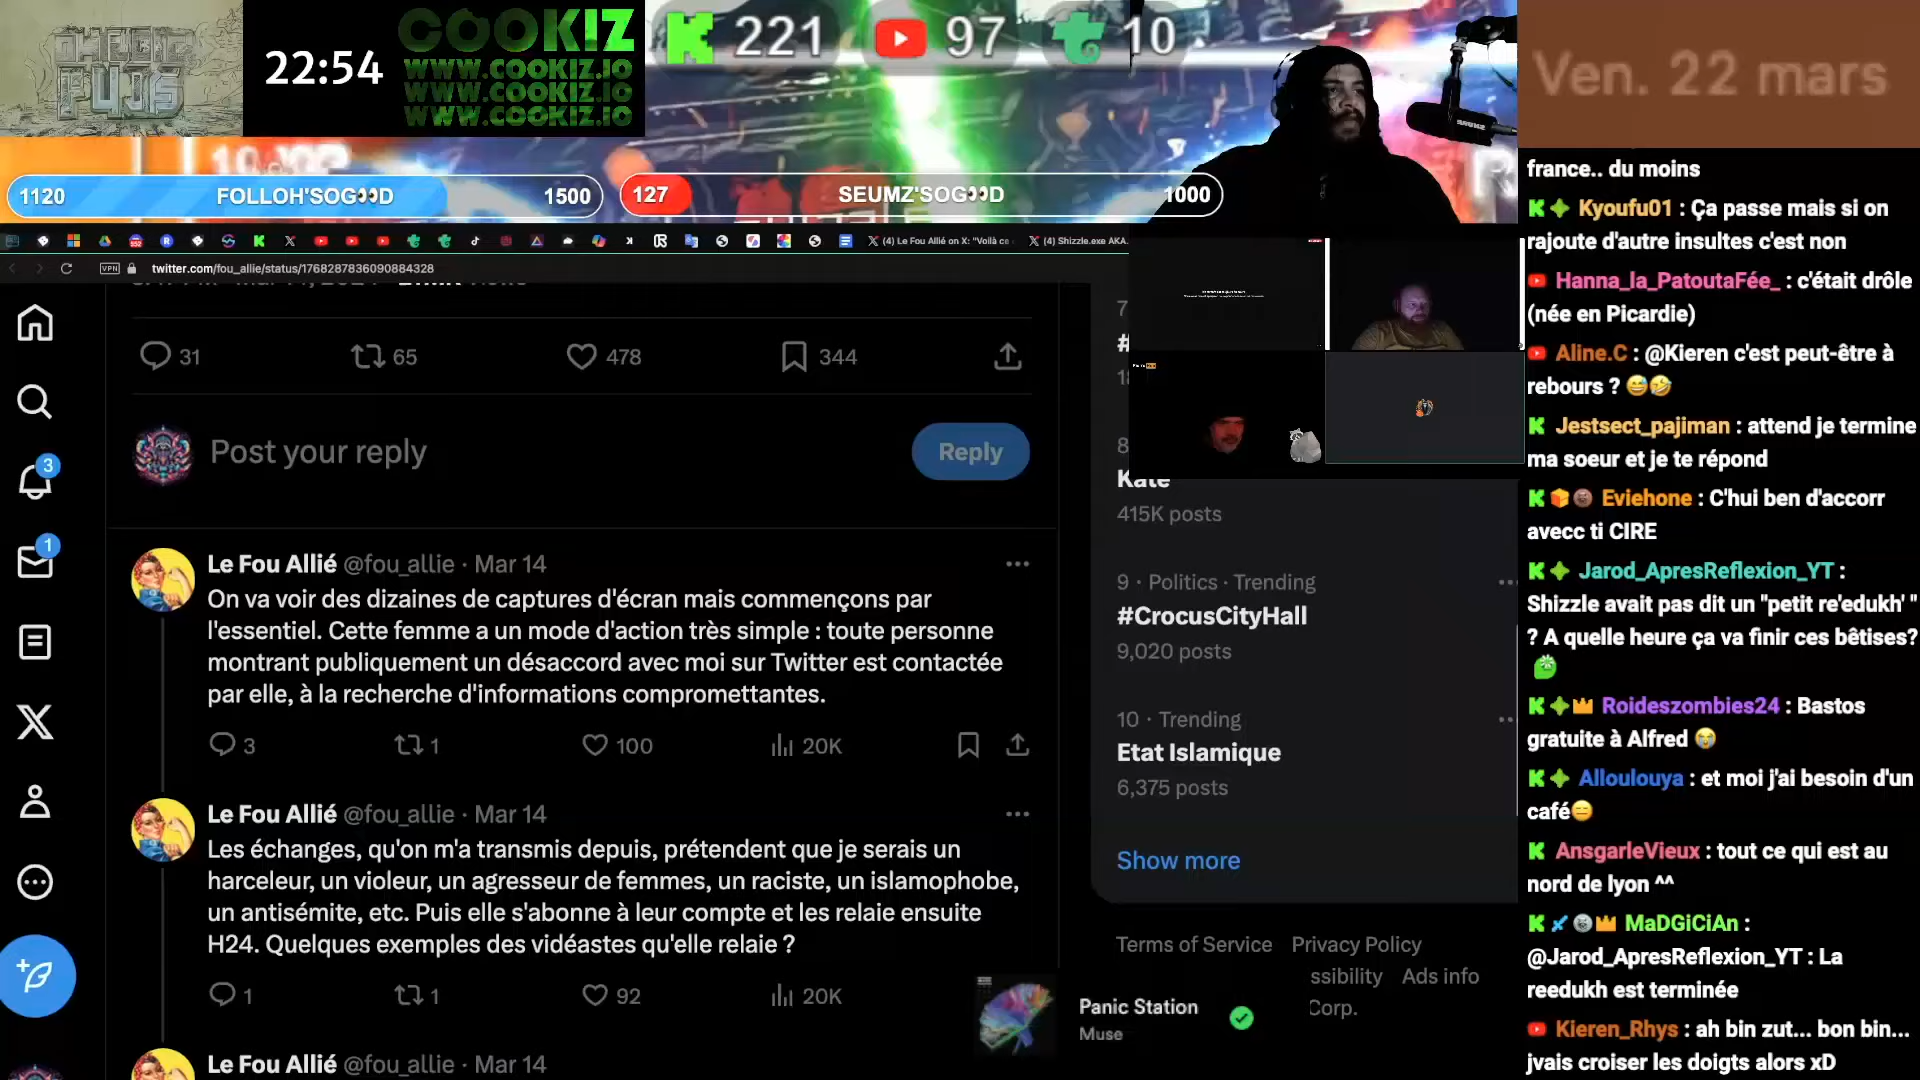 22:54
COOKIZ
WWW.COOKIZ.IO
WWW.COOKIZ.IO
WWW.COOKIZ.IO
221
97
10
Ven. 22 mars
1120 FOLLOH'SOG👀D 1500
127 SEUMZ'SOG👀D 1000
(4) Le Fou Allié on X: "Voilà ce
(4) Shizzle.exe AKA.
VPN twitter.com/fou_allie/status/1768287836090884328
31 65 478 344
Post your reply
Reply
3
1
Le Fou Allié @fou_allie · Mar 14
On va voir des dizaines de captures d'écran mais commençons par
l'essentiel. Cette femme a un mode d'action très simple : toute personne
montrant publiquement un désaccord avec moi sur Twitter est contactée
par elle, à la recherche d'informations compromettantes.
3 1 100 20K
Le Fou Allié @fou_allie · Mar 14
Les échanges, qu'on m'a transmis depuis, prétendent que je serais un
harceleur, un violeur, un agresseur de femmes, un raciste, un islamophobe,
un antisémite, etc. Puis elle s'abonne à leur compte et les relaie ensuite
H24. Quelques exemples des vidéastes qu'elle relaie ?
1 1 92 20K
Le Fou Allié @fou_allie · Mar 14
Kate
415K posts
9 · Politics · Trending
#CrocusCityHall
9,020 posts
10 · Trending
Etat Islamique
6,375 posts
Show more
Terms of Service Privacy Policy
ssibility Ads info
Corp.
Panic Station
Muse
SHURE
france.. du moins
Kyoufu01 : Ça passe mais si on
rajoute d'autre insultes c'est non
Hanna_la_PatoutaFée_ : c'était drôle
(née en Picardie)
Aline.C : @Kieren c'est peut-être à
rebours ? 😅🤣
Jestsect_pajiman : attend je termine
ma soeur et je te répond
Eviehone : C'hui ben d'accorr
avecc ti CIRE
Jarod_ApresReflexion_YT :
Shizzle avait pas dit un "petit re'edukh' "
? A quelle heure ça va finir ces bêtises?
Roideszombies24 : Bastos
gratuite à Alfred 😭
Alloulouya : et moi j'ai besoin d'un
café😑
AnsgarleVieux : tout ce qui est au
nord de lyon ^^
MaDGiCiAn :
@Jarod_ApresReflexion_YT : La
reedukh est terminée
Kieren_Rhys : ah bin zut... bon bin...
jvais croiser les doigts alors xD